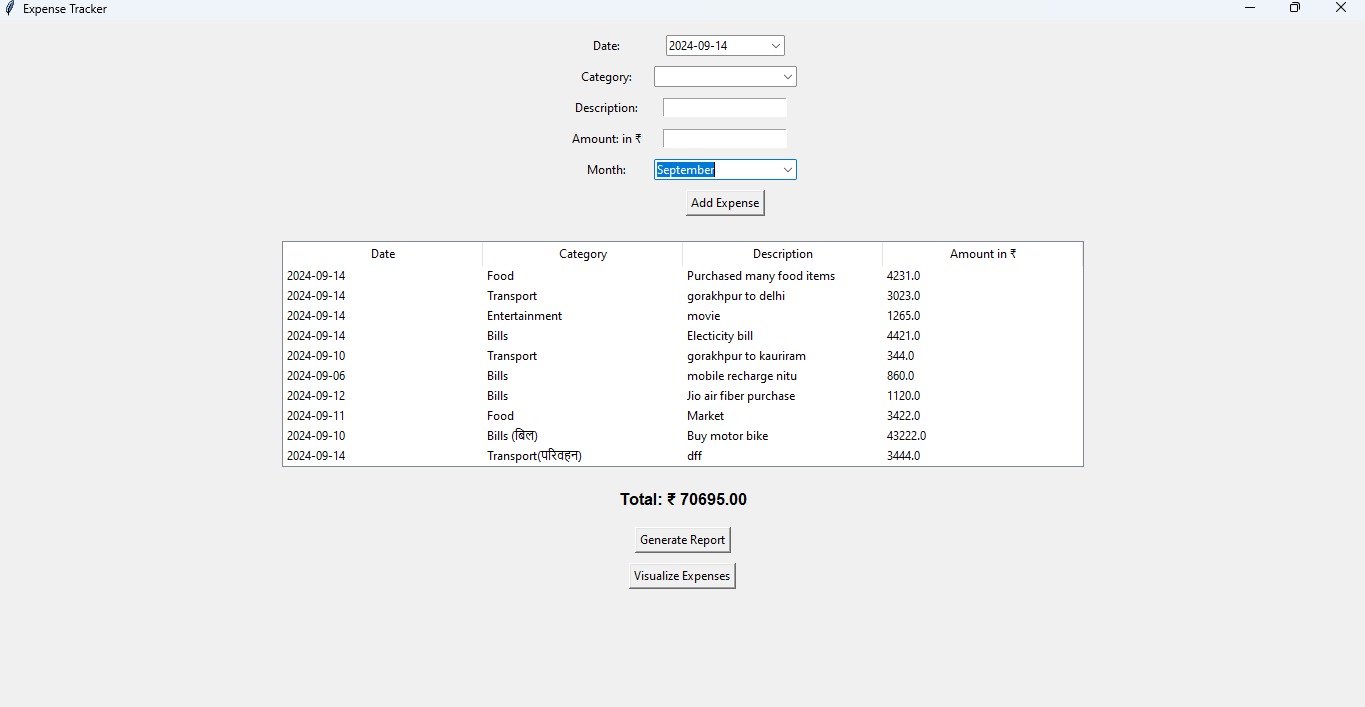 Expense Tracker
Date: 2024-09-14
Category:
Description:
Amount: in ₹
Month: September
Add Expense
Date Category Description Amount in ₹
2024-09-14 Food Purchased many food items 4231.0
2024-09-14 Transport gorakhpur to delhi 3023.0
2024-09-14 Entertainment movie 1265.0
2024-09-14 Bills Electicity bill 4421.0
2024-09-10 Transport gorakhpur to kauriram 344.0
2024-09-06 Bills mobile recharge nitu 860.0
2024-09-12 Bills Jio air fiber purchase 1120.0
2024-09-11 Food Market 3422.0
2024-09-10 Bills (बिल) Buy motor bike 43222.0
2024-09-14 Transport(परिवहन) dff 3444.0
Total: ₹ 70695.00
Generate Report
Visualize Expenses